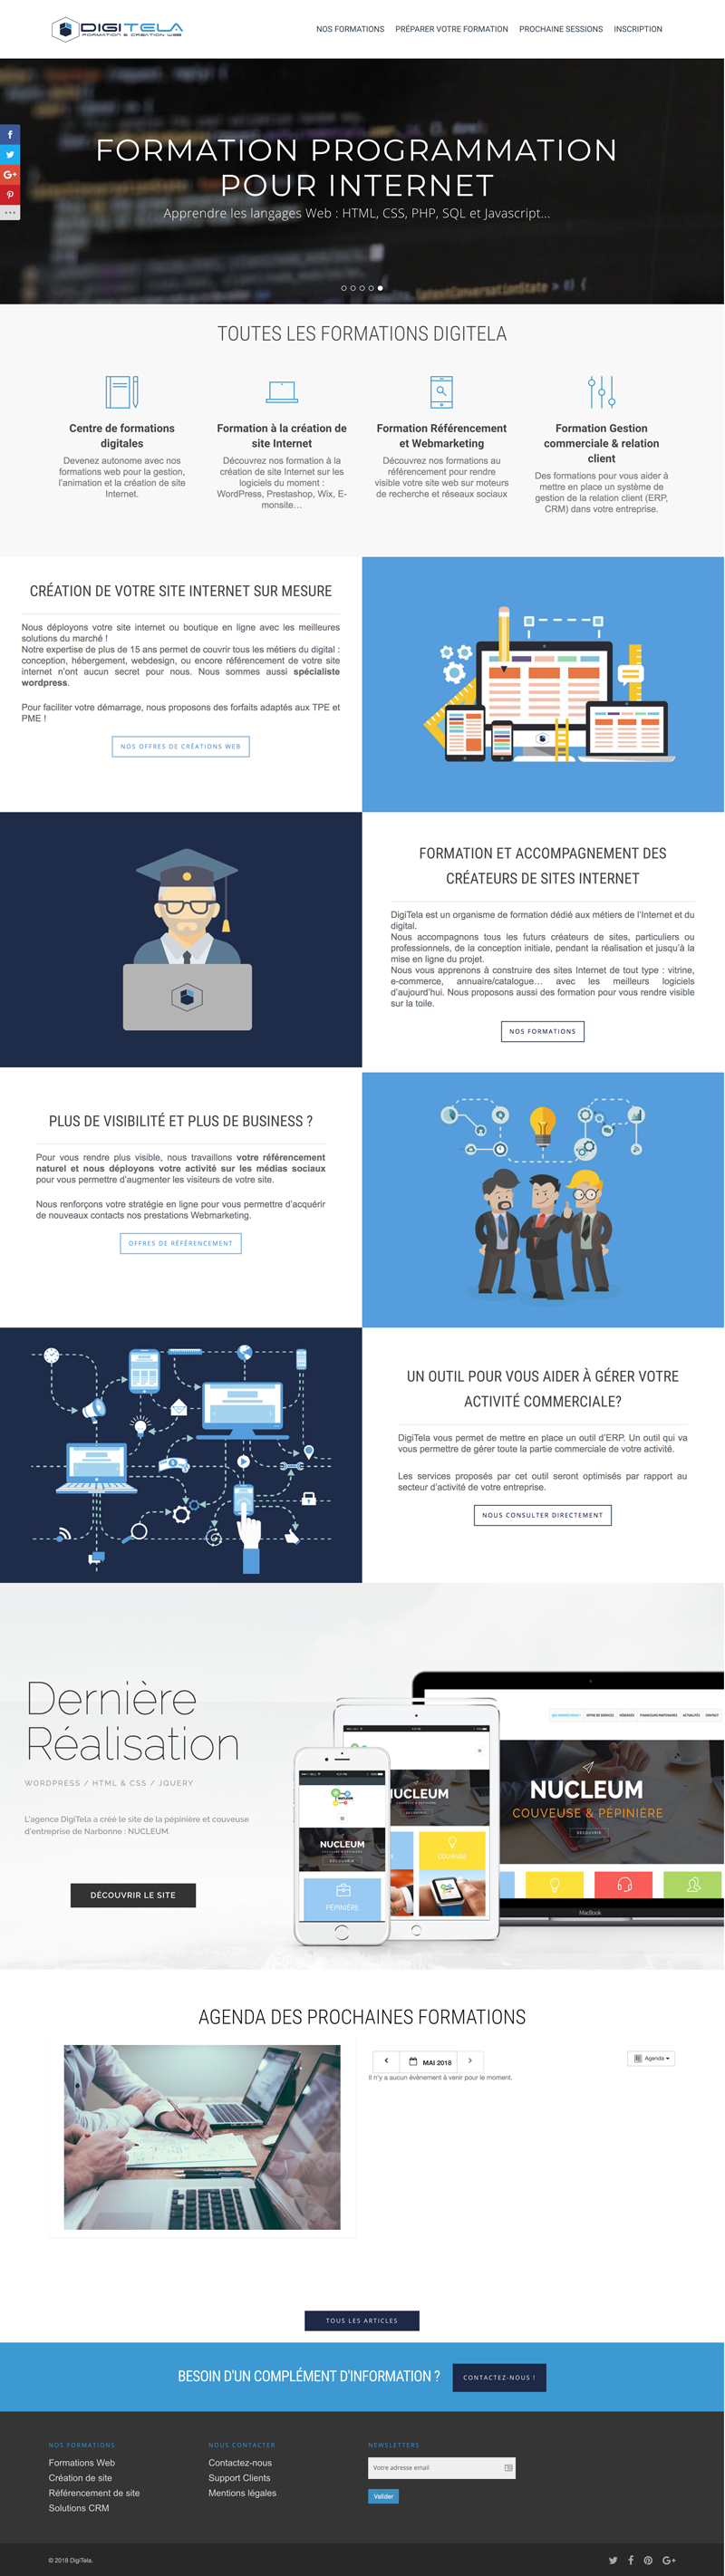 DIGITELA
FORMATION & CREATION WEB
NOS FORMATIONS PRÉPARER VOTRE FORMATION PROCHAINE SESSIONS INSCRIPTION
FORMATION PROGRAMMATION
POUR INTERNET
Apprendre les langages Web : HTML, CSS, PHP, SQL et Javascript...
TOUTES LES FORMATIONS DIGITELA
Centre de formations
digitales
Devenez autonome avec nos
formations web pour la gestion,
l'animation et la création de site
Internet.
Formation à la création de
site Internet
Découvrez nos formation à la
création de site Internet sur les
logiciels du moment :
WordPress, Prestashop, Wix, E-
monsite…
Formation Référencement
et Webmarketing
Découvrez nos formations au
référencement pour rendre
visible votre site web sur moteurs
de recherche et réseaux sociaux
Formation Gestion
commerciale & relation
client
Des formations pour vous aider à
mettre en place un système de
gestion de la relation client (ERP,
CRM) dans votre entreprise.
CRÉATION DE VOTRE SITE INTERNET SUR MESURE
Nous déployons votre site internet ou boutique en ligne avec les meilleures
solutions du marché !
Notre expertise de plus de 15 ans permet de couvrir tous les métiers du digital :
conception, hébergement, webdesign, ou encore référencement de votre site
internet n'ont aucun secret pour nous. Nous sommes aussi spécialiste
wordpress.
Pour faciliter votre démarrage, nous proposons des forfaits adaptés aux TPE et
PME !
NOS OFFRES DE CRÉATIONS WEB
FORMATION ET ACCOMPAGNEMENT DES
CRÉATEURS DE SITES INTERNET
DigiTela est un organisme de formation dédié aux métiers de l'Internet et du
digital.
Nous accompagnons tous les futurs créateurs de sites, particuliers ou
professionnels, de la conception initiale, pendant la réalisation et jusqu'à la
mise en ligne du projet.
Nous vous apprenons à construire des sites Internet de tout type : vitrine,
e-commerce, annuaire/catalogue… avec les meilleurs logiciels
d'aujourd'hui. Nous proposons aussi des formation pour vous rendre visible
sur la toile.
NOS FORMATIONS
PLUS DE VISIBILITÉ ET PLUS DE BUSINESS ?
Pour vous rendre plus visible, nous travaillons votre référencement
naturel et nous déployons votre activité sur les médias sociaux
pour vous permettre d'augmenter les visiteurs de votre site.
Nous renforçons votre stratégie en ligne pour vous permettre d'acquérir
de nouveaux contacts nos prestations Webmarketing.
OFFRES DE RÉFÉRENCEMENT
UN OUTIL POUR VOUS AIDER À GÉRER VOTRE
ACTIVITÉ COMMERCIALE?
DigiTela vous permet de mettre en place un outil d'ERP. Un outil qui va
vous permettre de gérer toute la partie commerciale de votre activité.
Les services proposés par cet outil seront optimisés par rapport au
secteur d'activité de votre entreprise.
NOUS CONSULTER DIRECTEMENT
Dernière
Réalisation
WORDPRESS / HTML & CSS / JQUERY
L'agence DigiTela a créé le site de la pépinière et couveuse
d'entreprise de Narbonne : NUCLEUM.
DÉCOUVRIR LE SITE
NUCLEUM
DÉCOUVRIR
PÉPINIÈRE
UCLEUM
COUVEUSE
NUCLEUM
COUVEUSE & PÉPINIÈRE
DÉCOUVRIR
MacBook
AGENDA DES PROCHAINES FORMATIONS
MAI 2018
Agenda
Il n'y a aucun évènement à venir pour le moment.
TOUS LES ARTICLES
BESOIN D'UN COMPLÉMENT D'INFORMATION ?
CONTACTEZ-NOUS !
NOS FORMATIONS
Formations Web
Création de site
Référencement de site
Solutions CRM
NOUS CONTACTER
Contactez-nous
Support Clients
Mentions légales
NEWSLETTERS
Votre adresse email
Valider
© 2018 DigiTela.